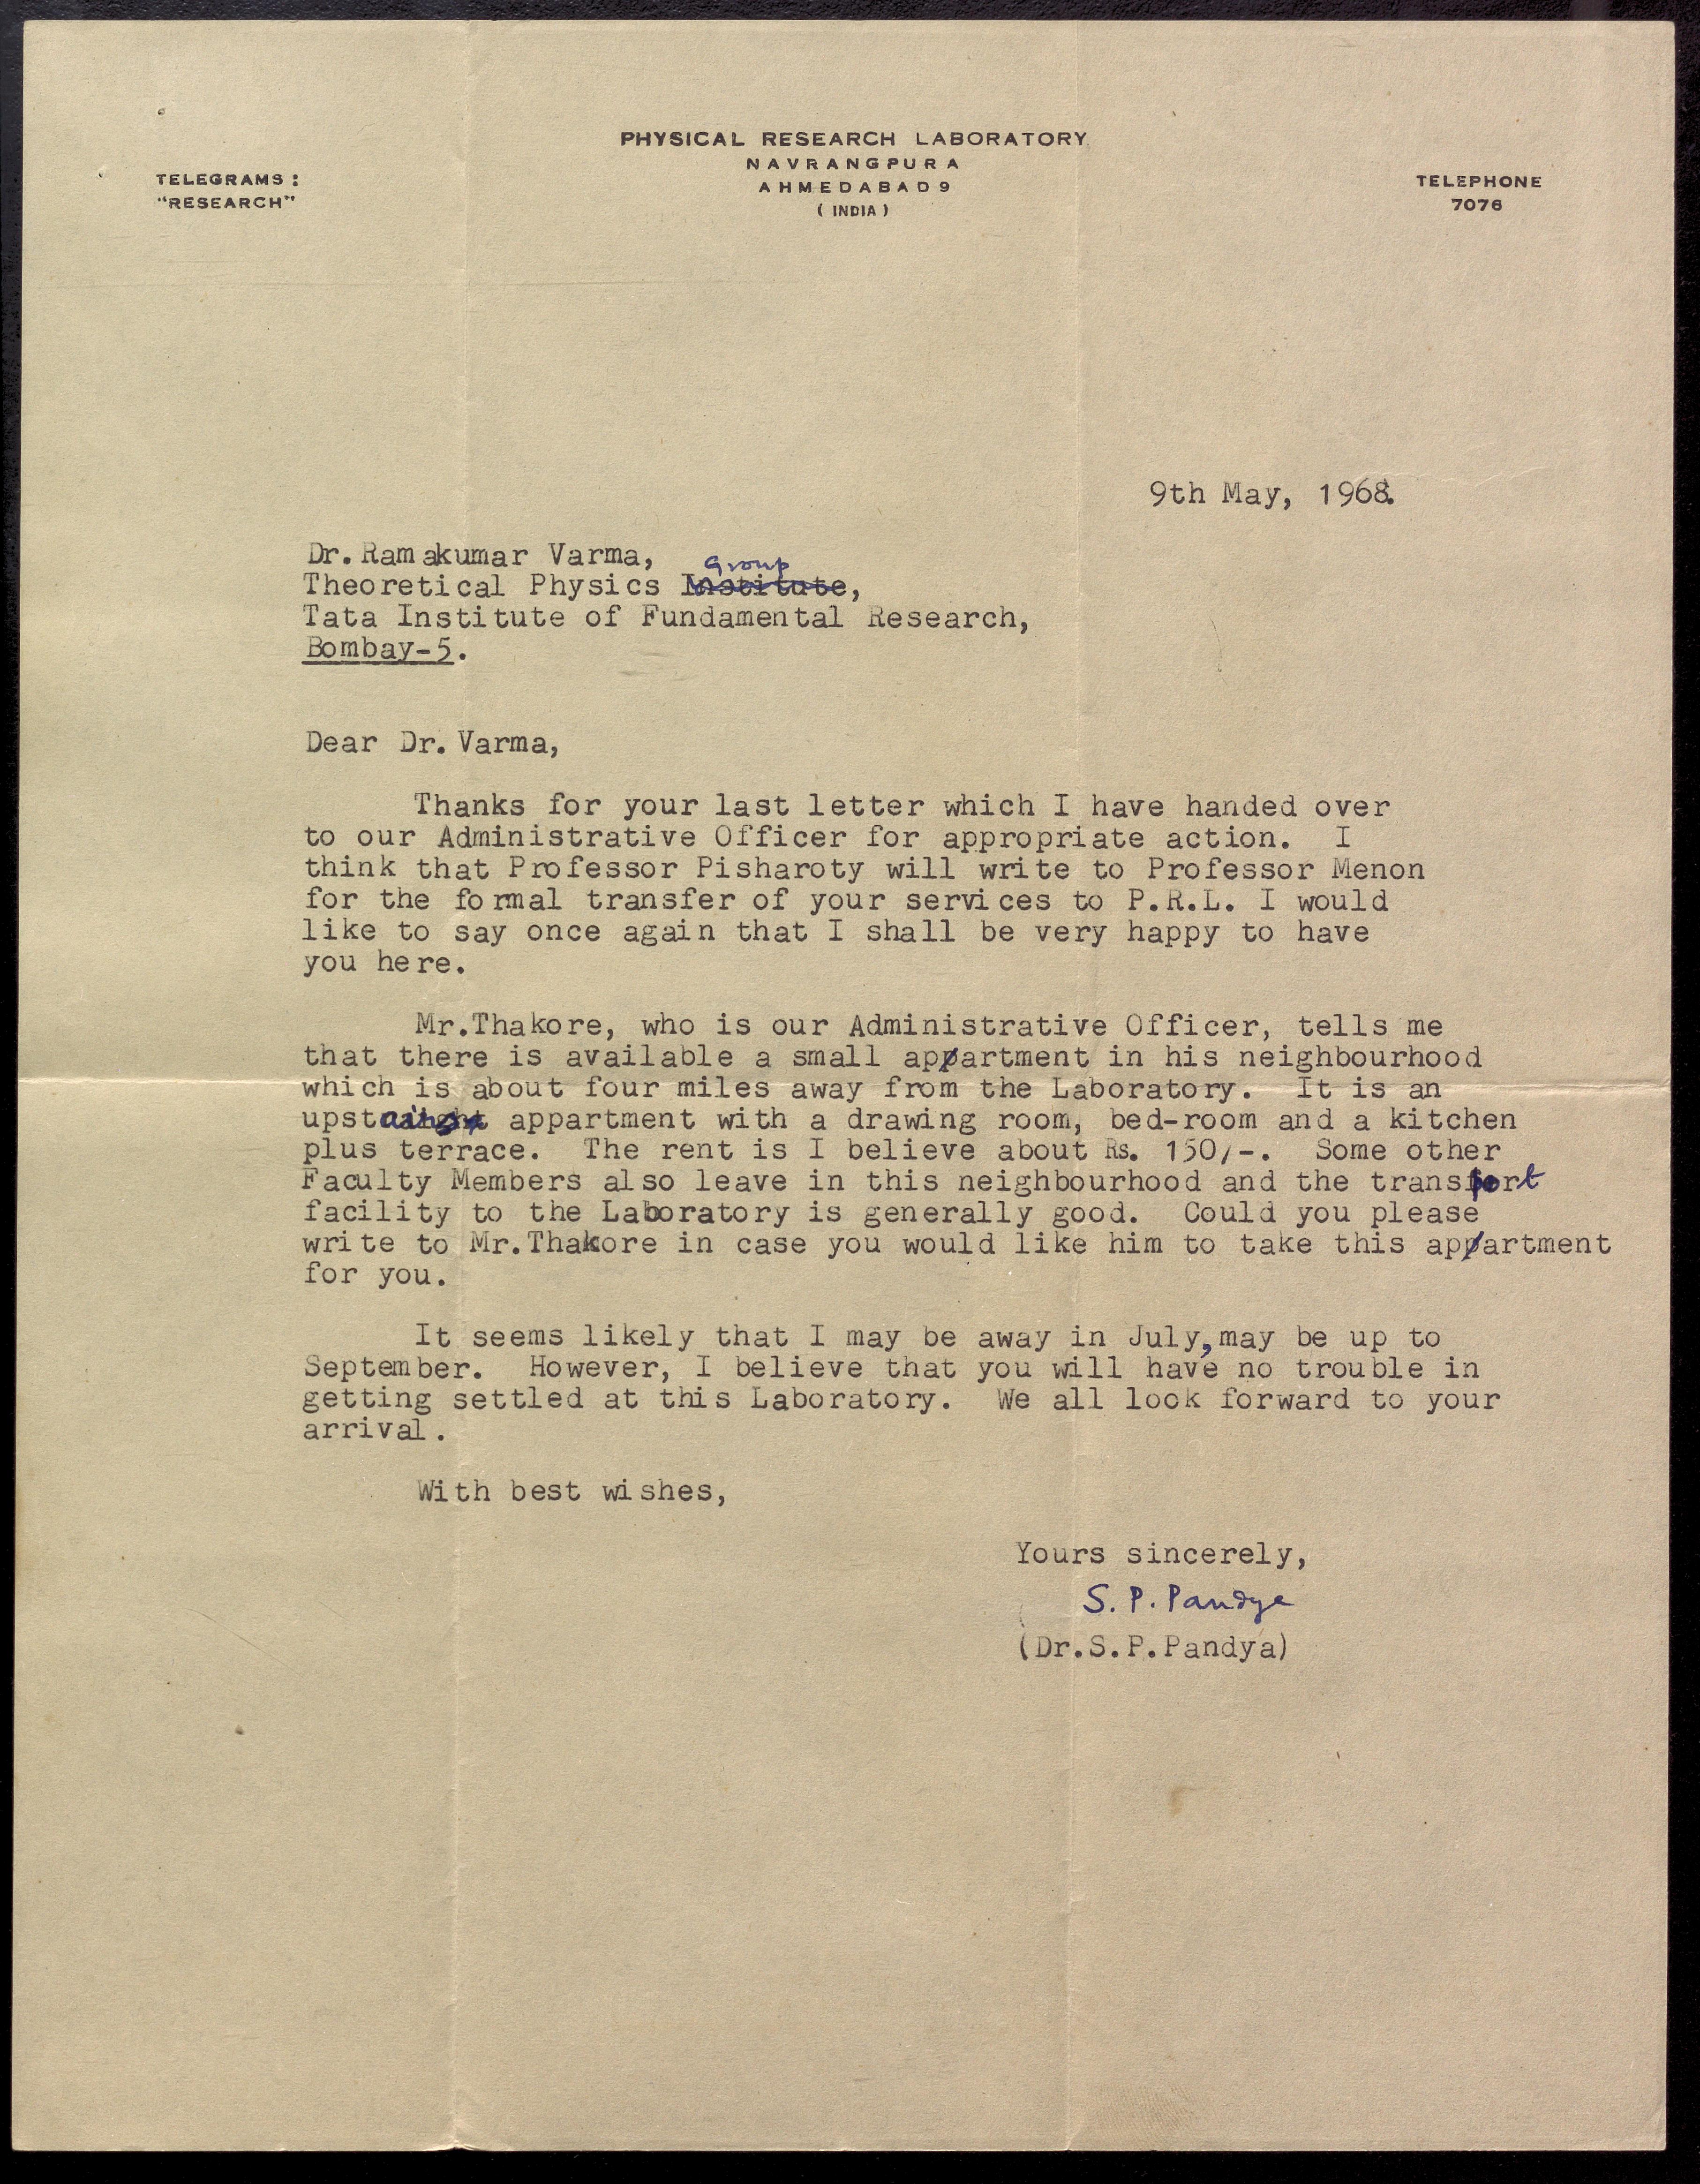 PHYSICAL RESEARCH LABORATORY
NAVRANGPURA
AHMEDABAD 9
( INDIA )
TELEGRAMS :
"RESEARCH"
TELEPHONE
7076
9th May, 1968.
Dr. Ramakumar Varma,
Group
Theoretical Physics Institute,
Tata Institute of Fundamental Research,
Bombay-5.
Dear Dr. Varma,
Thanks for your last letter which I have handed over
to our Administrative Officer for appropriate action. I
think that Professor Pisharoty will write to Professor Menon
for the formal transfer of your services to P.R.L. I would
like to say once again that I shall be very happy to have
you here.
Mr.Thakore, who is our Administrative Officer, tells me
that there is available a small appartment in his neighbourhood
which is about four miles away from the Laboratory. It is an
upstairs appartment with a drawing room, bed-room and a kitchen
plus terrace. The rent is I believe about Rs. 150/-. Some other
Faculty Members also leave in this neighbourhood and the transport
facility to the Laboratory is generally good. Could you please
write to Mr.Thakore in case you would like him to take this appartment
for you.
It seems likely that I may be away in July, may be up to
September. However, I believe that you will have no trouble in
getting settled at this Laboratory. We all look forward to your
arrival.
With best wishes,
Yours sincerely,
S. P. Pandya
(Dr.S.P.Pandya)